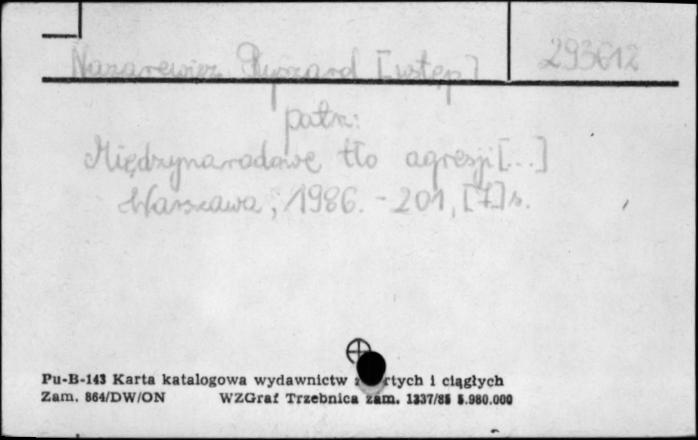 Nazarewicz Ryszard [wstęp] 293612
patrz:
Międzynarodowe tło agresji [...]
Warszawa, 1986. - 201, [7] s.
Pu-B-143 Karta katalogowa wydawnictw i ciągłych
Zam. 864/DW/ON WZGraf Trzebnica zam. 1337/85 5.980.000